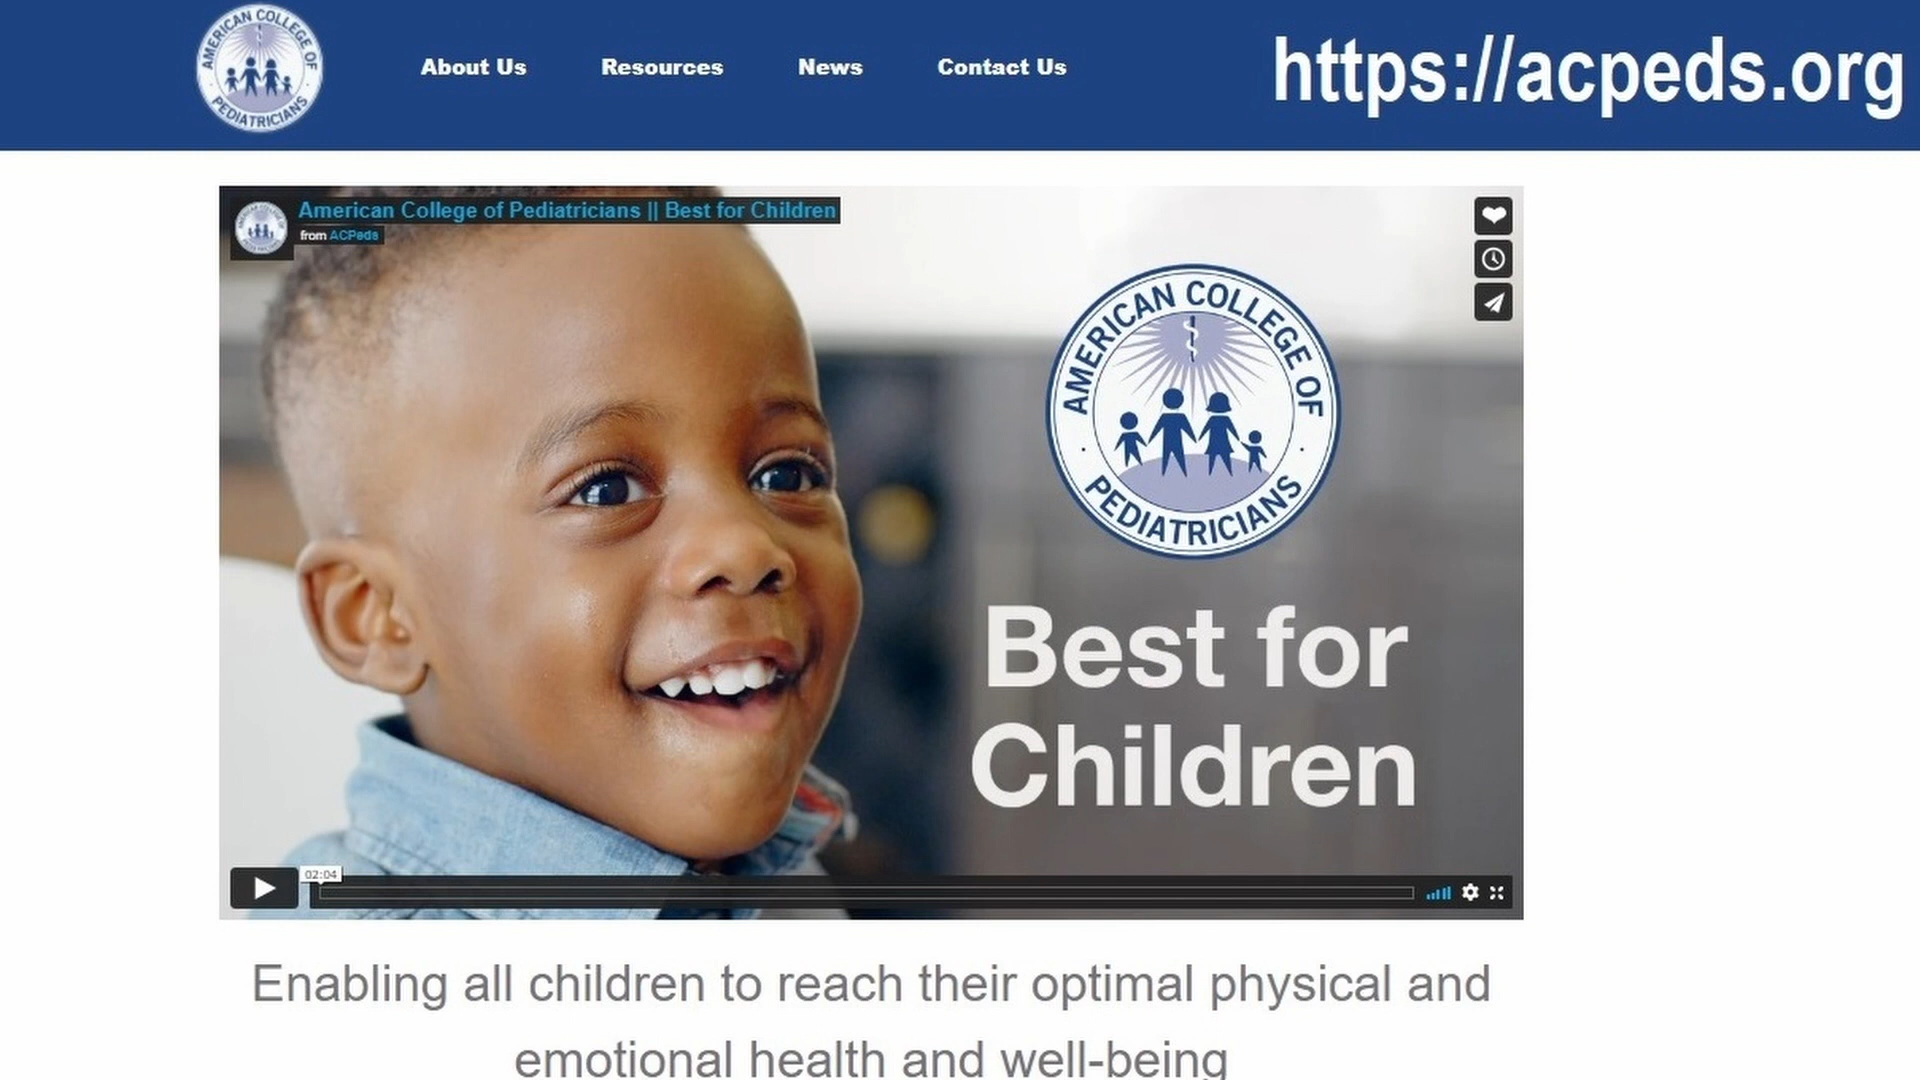 AMERICAN COLLEGE OF PEDIATRICIANS
About Us
Resources
News
Contact Us
https://acpeds.org
American College of Pediatricians || Best for Children
from ACPeds
AMERICAN COLLEGE OF
PEDIATRICIANS
Best for
Children
02:04
Enabling all children to reach their optimal physical and
emotional health and well-being